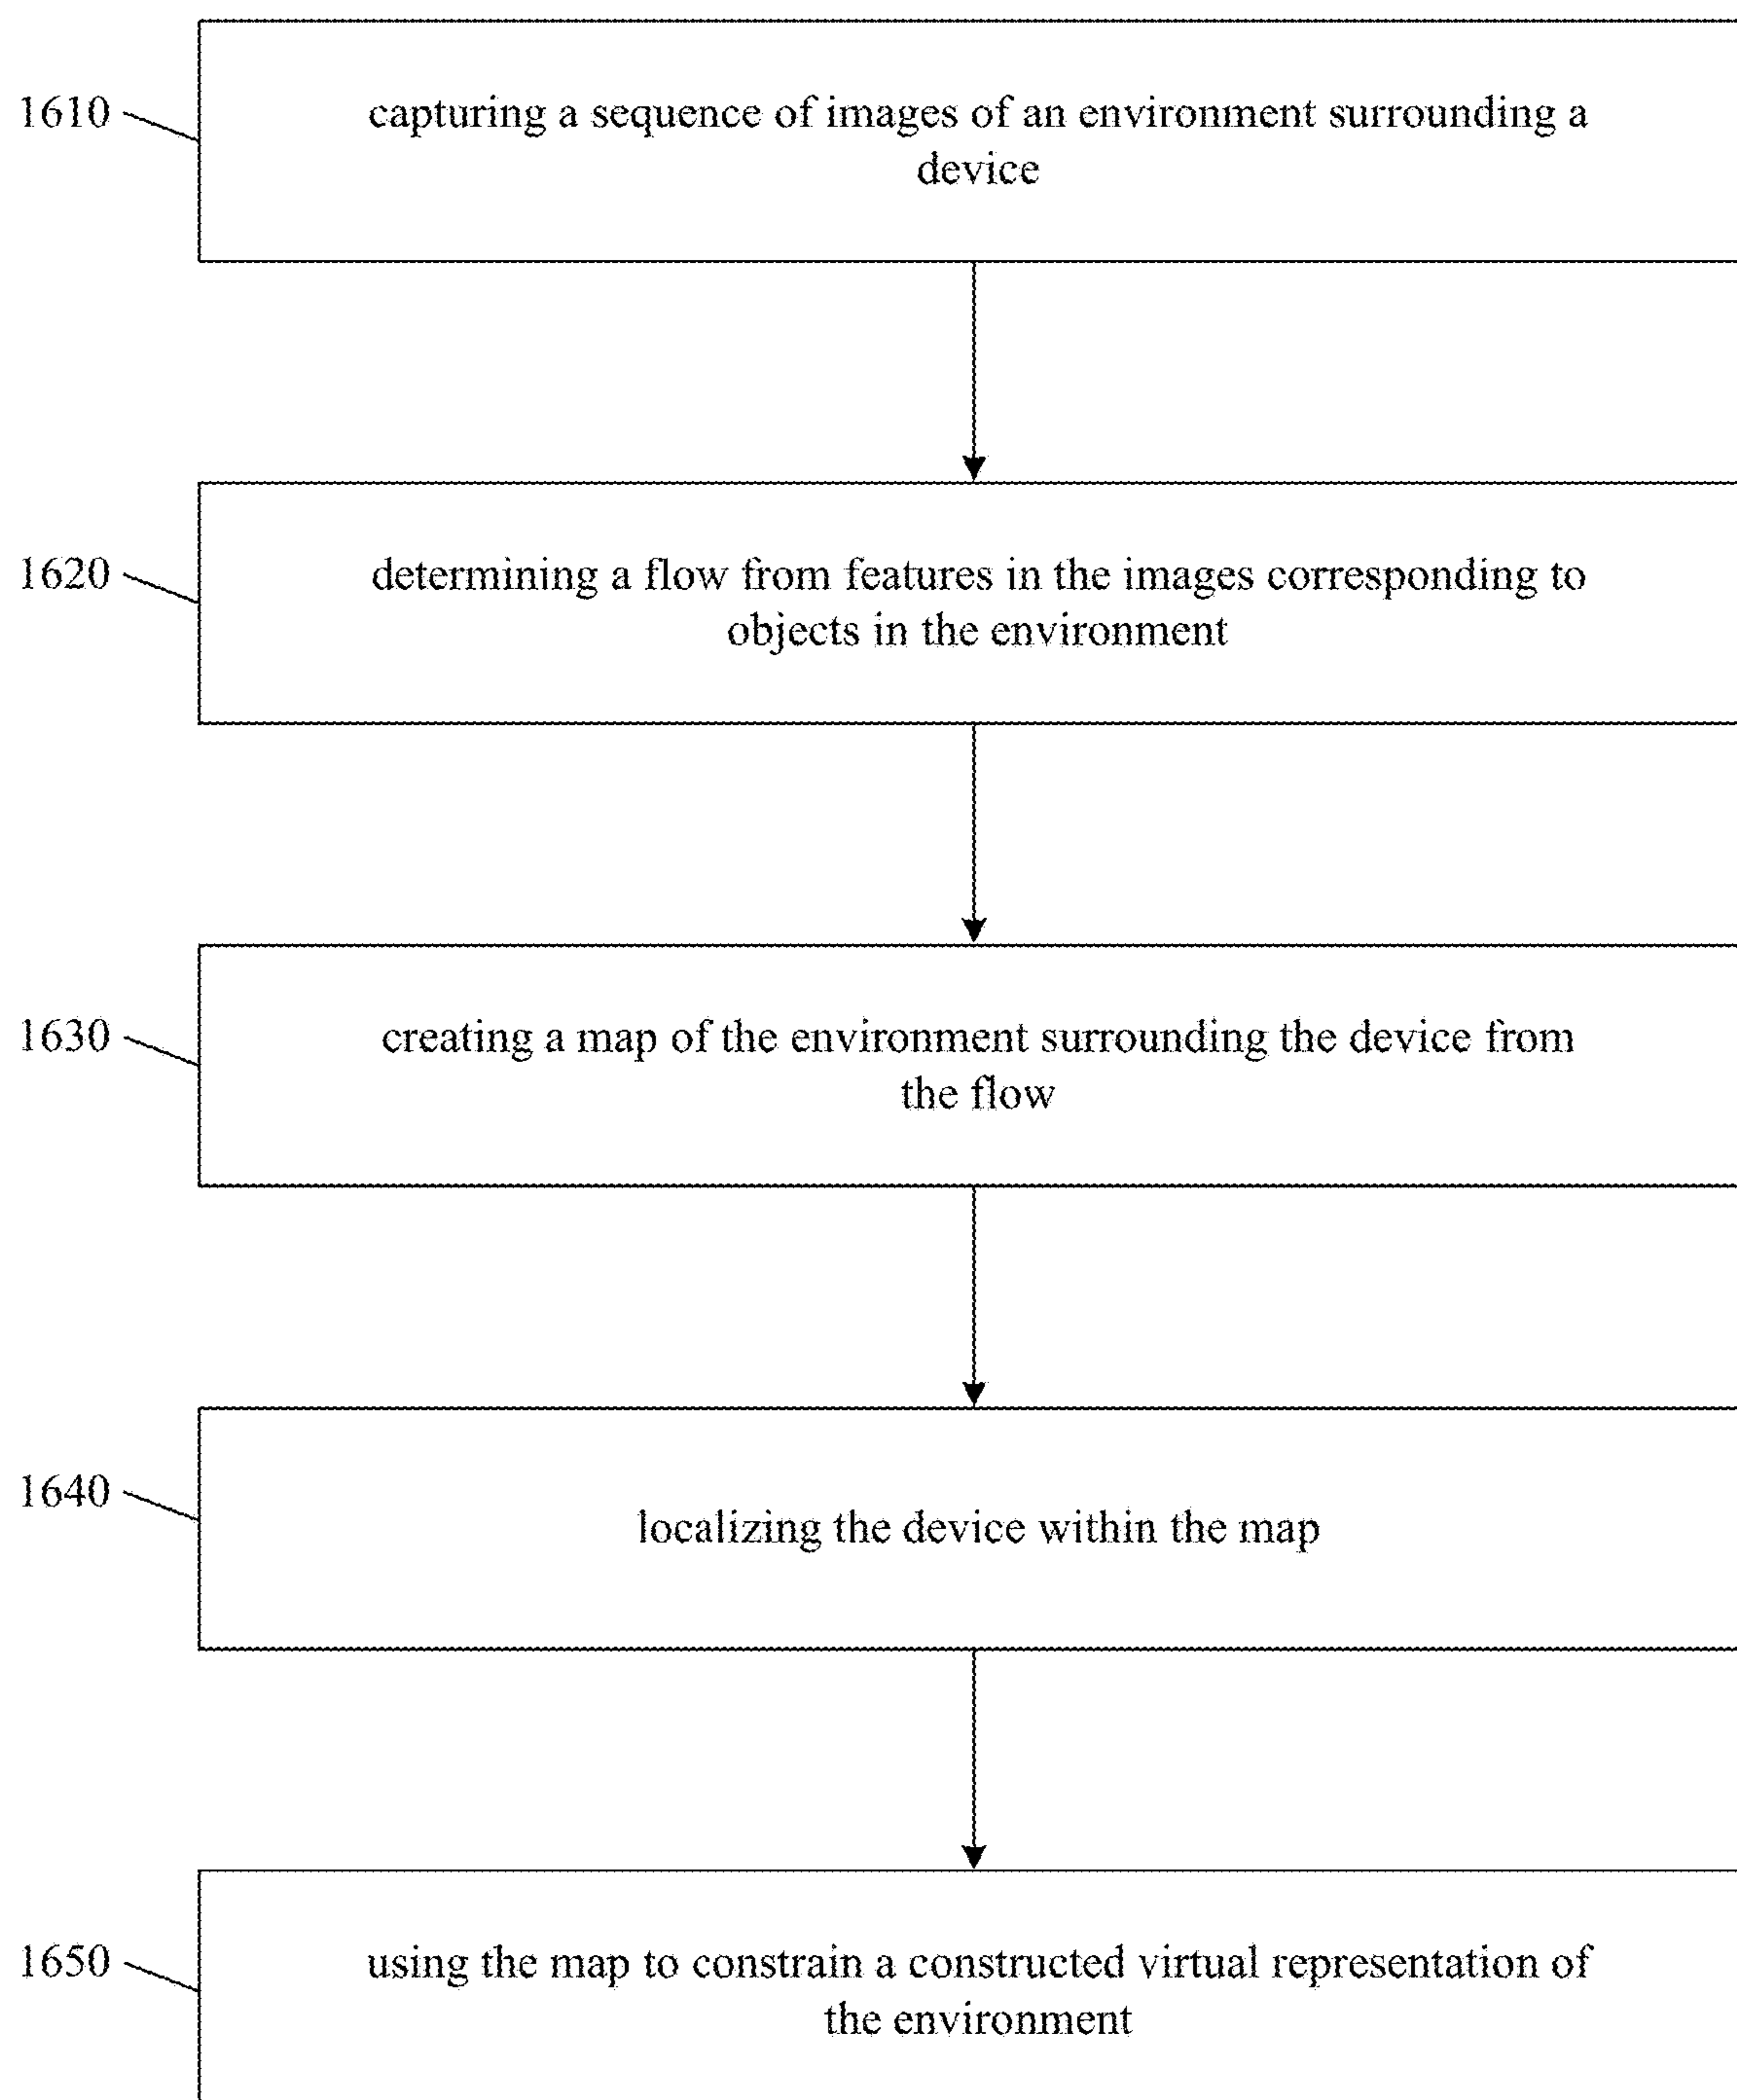 1610
capturing a sequence of images of an environment surrounding a
device
1620
determining a flow from features in the images corresponding to
objects in the environment
1630
creating a map of the environment surrounding the device from
the flow
1640
localizing the device within the map
1650
using the map to constrain a constructed virtual representation of
the environment